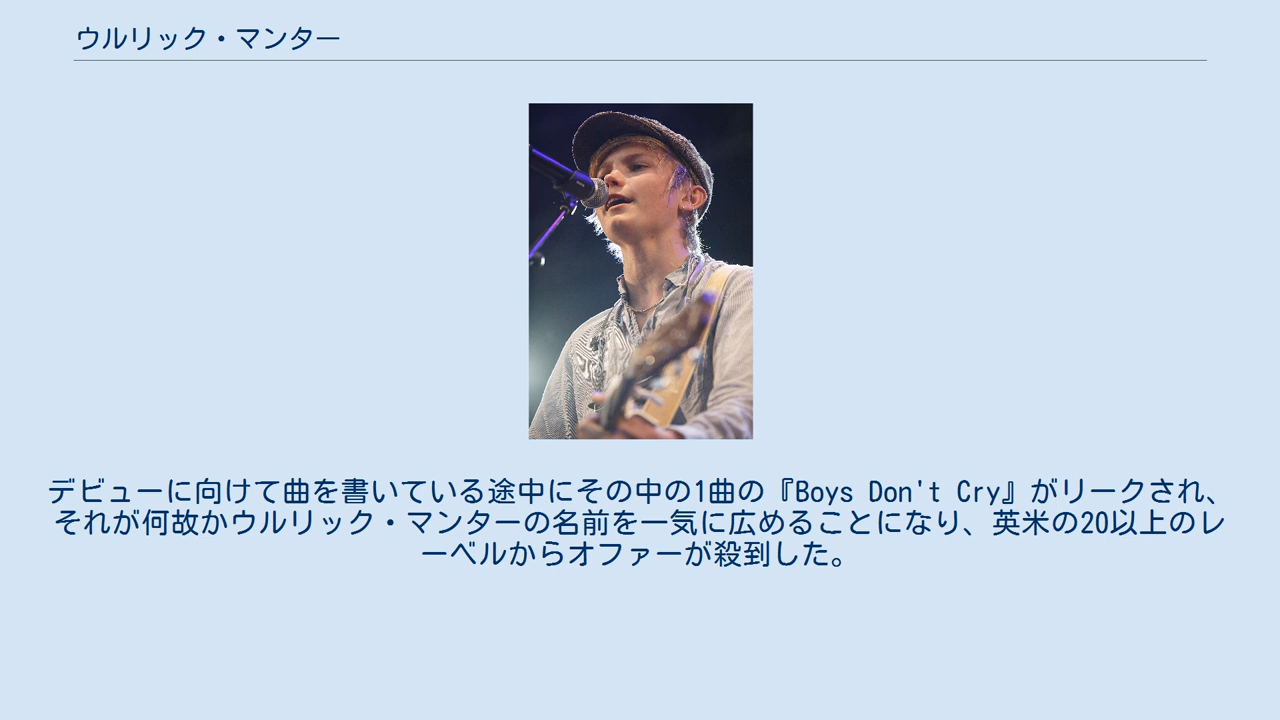 ウルリック・マンター
デビューに向けて曲を書いている途中にその中の1曲の『Boys Don't Cry』がリークされ、
それが何故かウルリック・マンターの名前を一気に広めることになり、英米の20以上のレ
ーベルからオファーが殺到した。